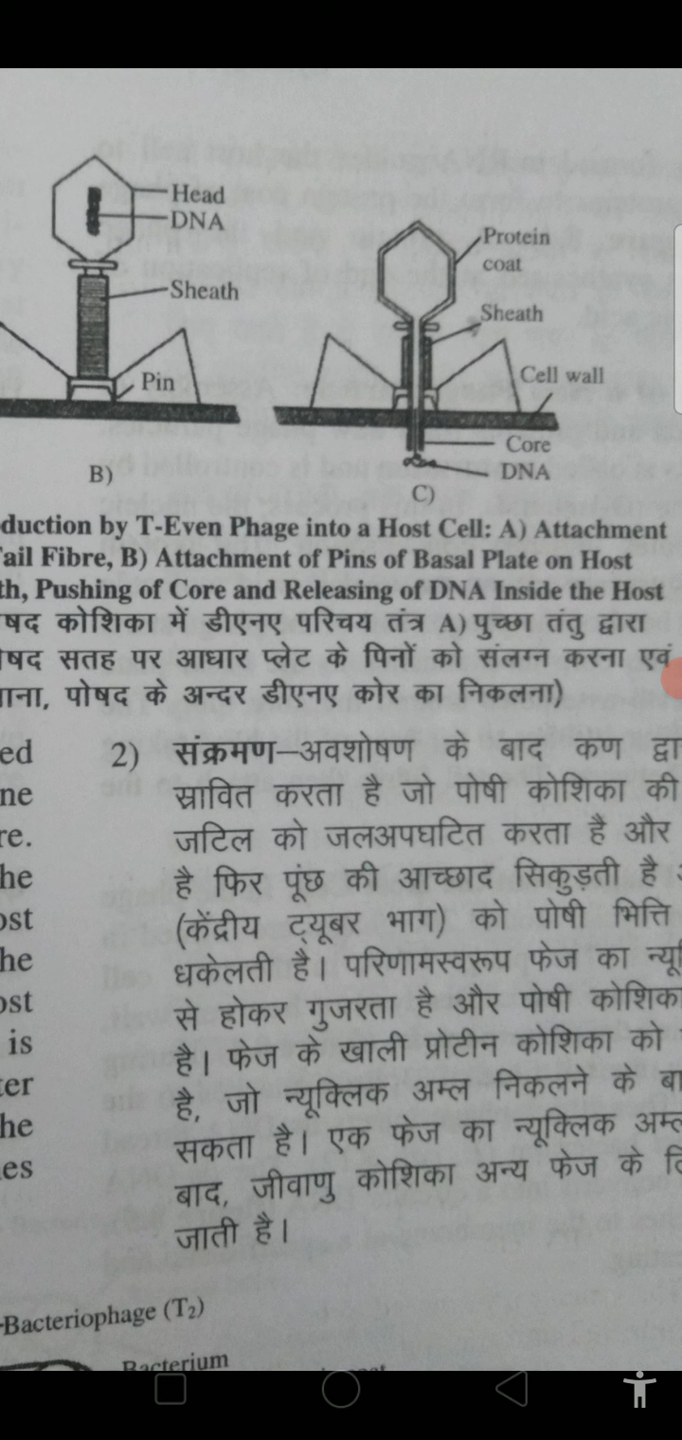 Head
DNA
Sheath
Pin
B)
Protein
coat
Sheath
Cell wall
Core
DNA
C)
duction by T-Even Phage into a Host Cell: A) Attachment
ail Fibre, B) Attachment of Pins of Basal Plate on Host
th, Pushing of Core and Releasing of DNA Inside the Host
षद कोशिका में डीएनए परिचय तंत्र A) पुच्छा तंतु द्वारा
षद सतह पर आधार प्लेट के पिनों को संलग्न करना एवं
ाना, पोषद के अन्दर डीएनए कोर का निकलना)
ed
ne
re.
he
ost
he
ost
is
ter
he
es
2) संक्रमण–अवशोषण के बाद कण द्वा
स्रावित करता है जो पोषी कोशिका की
जटिल को जलअपघटित करता है और
है फिर पूंछ की आच्छाद सिकुड़ती है
(केंद्रीय ट्यूबर भाग) को पोषी भित्ति
धकेलती है। परिणामस्वरूप फेज का न्यू
से होकर गुजरता है और पोषी कोशिका
है। फेज के खाली प्रोटीन कोशिका को
है, जो न्यूक्लिक अम्ल निकलने के बा
सकता है। एक फेज का न्यूक्लिक अम्ल
बाद, जीवाणु कोशिका अन्य फेज के लि
जाती है।
-Bacteriophage (T₂)
Bacterium